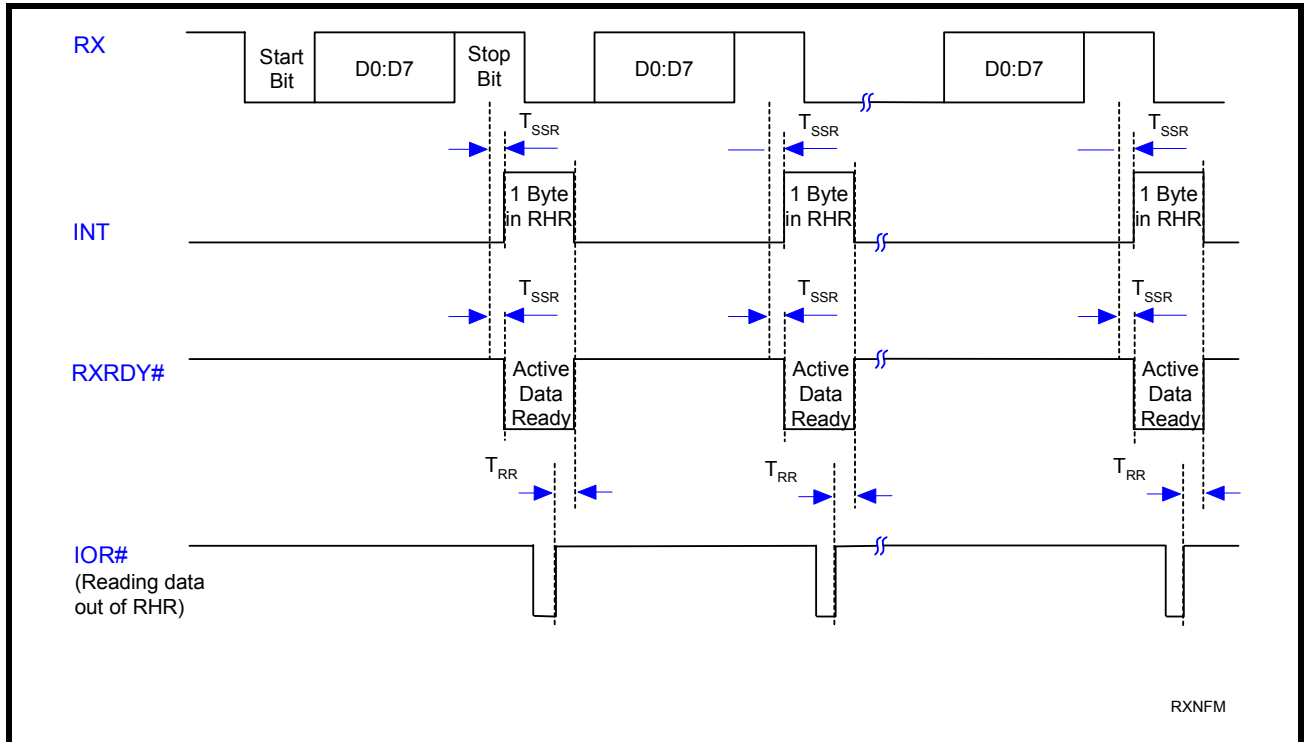 RX
Start
Bit
D0:D7
Stop
Bit
D0:D7
D0:D7
TSSR
TSSR
TSSR
INT
1 Byte
in RHR
1 Byte
in RHR
1 Byte
in RHR
TSSR
TSSR
TSSR
RXRDY#
Active
Data
Ready
Active
Data
Ready
Active
Data
Ready
TRR
TRR
TRR
IOR#
(Reading data
out of RHR)
RXNFM